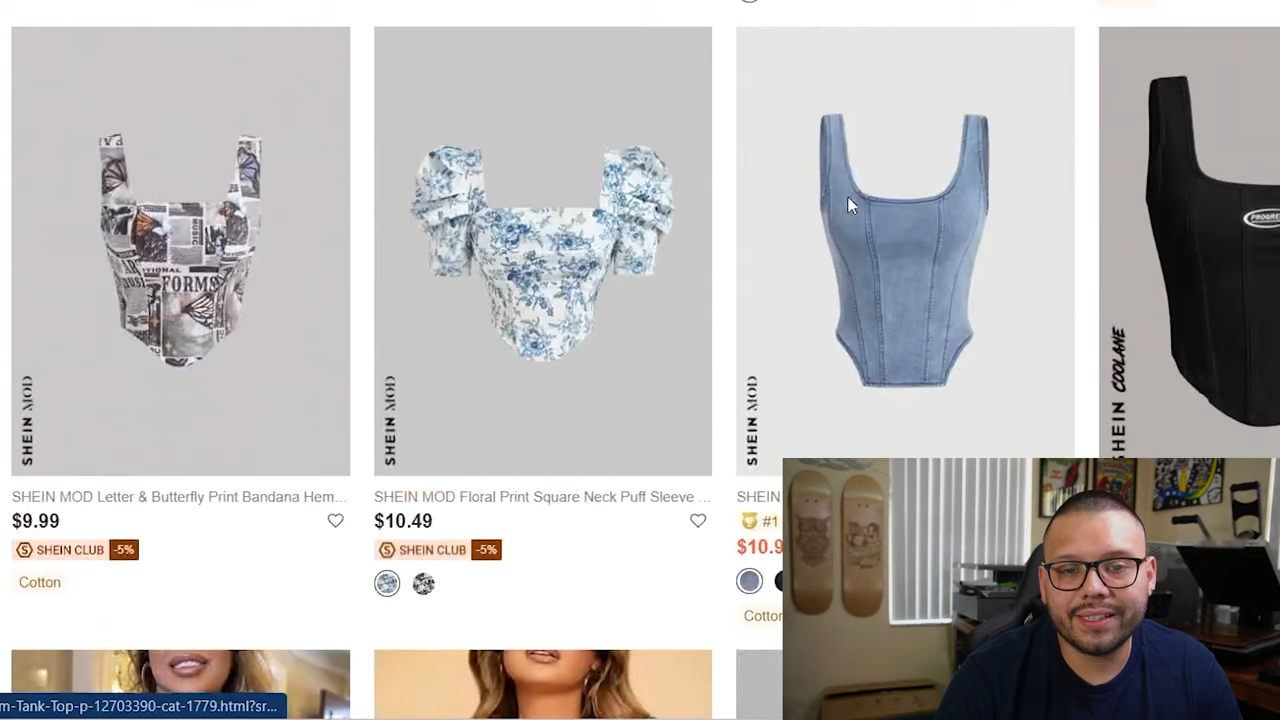 FORMS
PROGRE
SHEIN MOD
SHEIN MOD
SHEIN MOD
SHEIN COOLANE
SHEIN MOD Letter & Butterfly Print Bandana Hem...
$9.99
SHEIN CLUB -5%
Cotton
SHEIN MOD Floral Print Square Neck Puff Sleeve ...
$10.49
SHEIN CLUB -5%
SHEIN
#1
$10.9
Cotton
m-Tank-Top-p-12703390-cat-1779.html?sr...